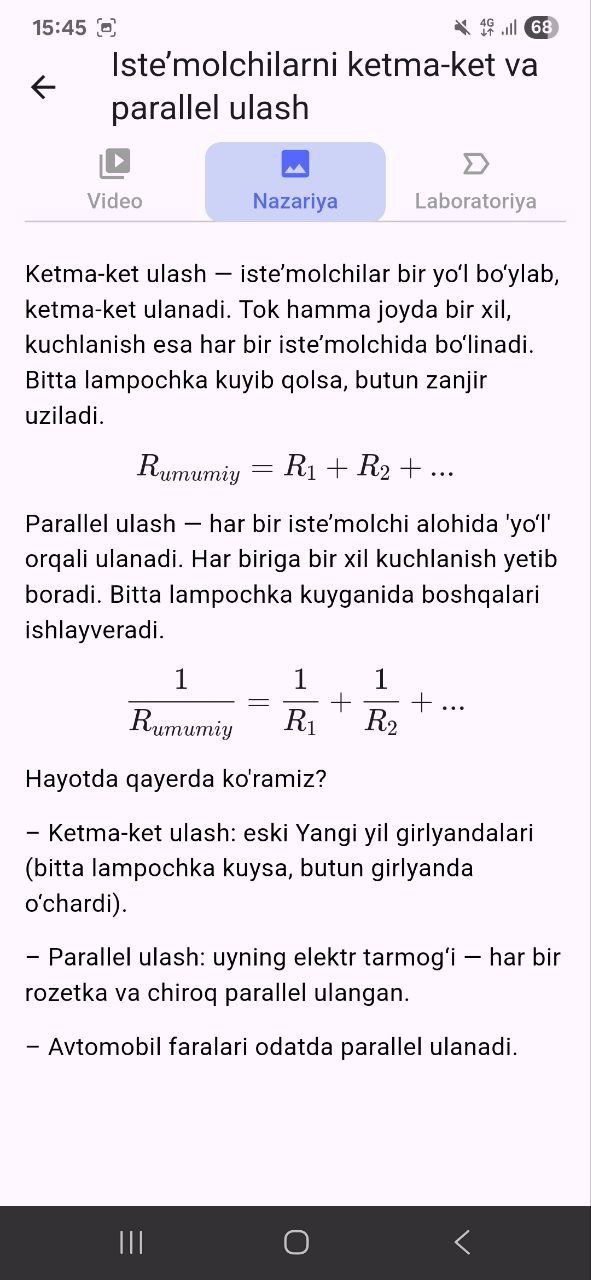 15:45
4G
68
Iste’molchilarni ketma-ket va
parallel ulash
Video
Nazariya
Laboratoriya
Ketma-ket ulash — iste’molchilar bir yo‘l bo‘ylab,
ketma-ket ulanadi. Tok hamma joyda bir xil,
kuchlanish esa har bir iste’molchida bo‘linadi.
Bitta lampochka kuyib qolsa, butun zanjir
uziladi.
R_{umumiy} = R_1 + R_2 + ...
Parallel ulash — har bir iste’molchi alohida 'yo‘l'
orqali ulanadi. Har biriga bir xil kuchlanish yetib
boradi. Bitta lampochka kuyganida boshqalari
ishlayveradi.
\frac{1}{R_{umumiy}} = \frac{1}{R_1} + \frac{1}{R_2} + ...
Hayotda qayerda ko'ramiz?
– Ketma-ket ulash: eski Yangi yil girlyandalari
(bitta lampochka kuysa, butun girlyanda
o‘chardi).
– Parallel ulash: uyning elektr tarmog‘i — har bir
rozetka va chiroq parallel ulangan.
– Avtomobil faralari odatda parallel ulanadi.